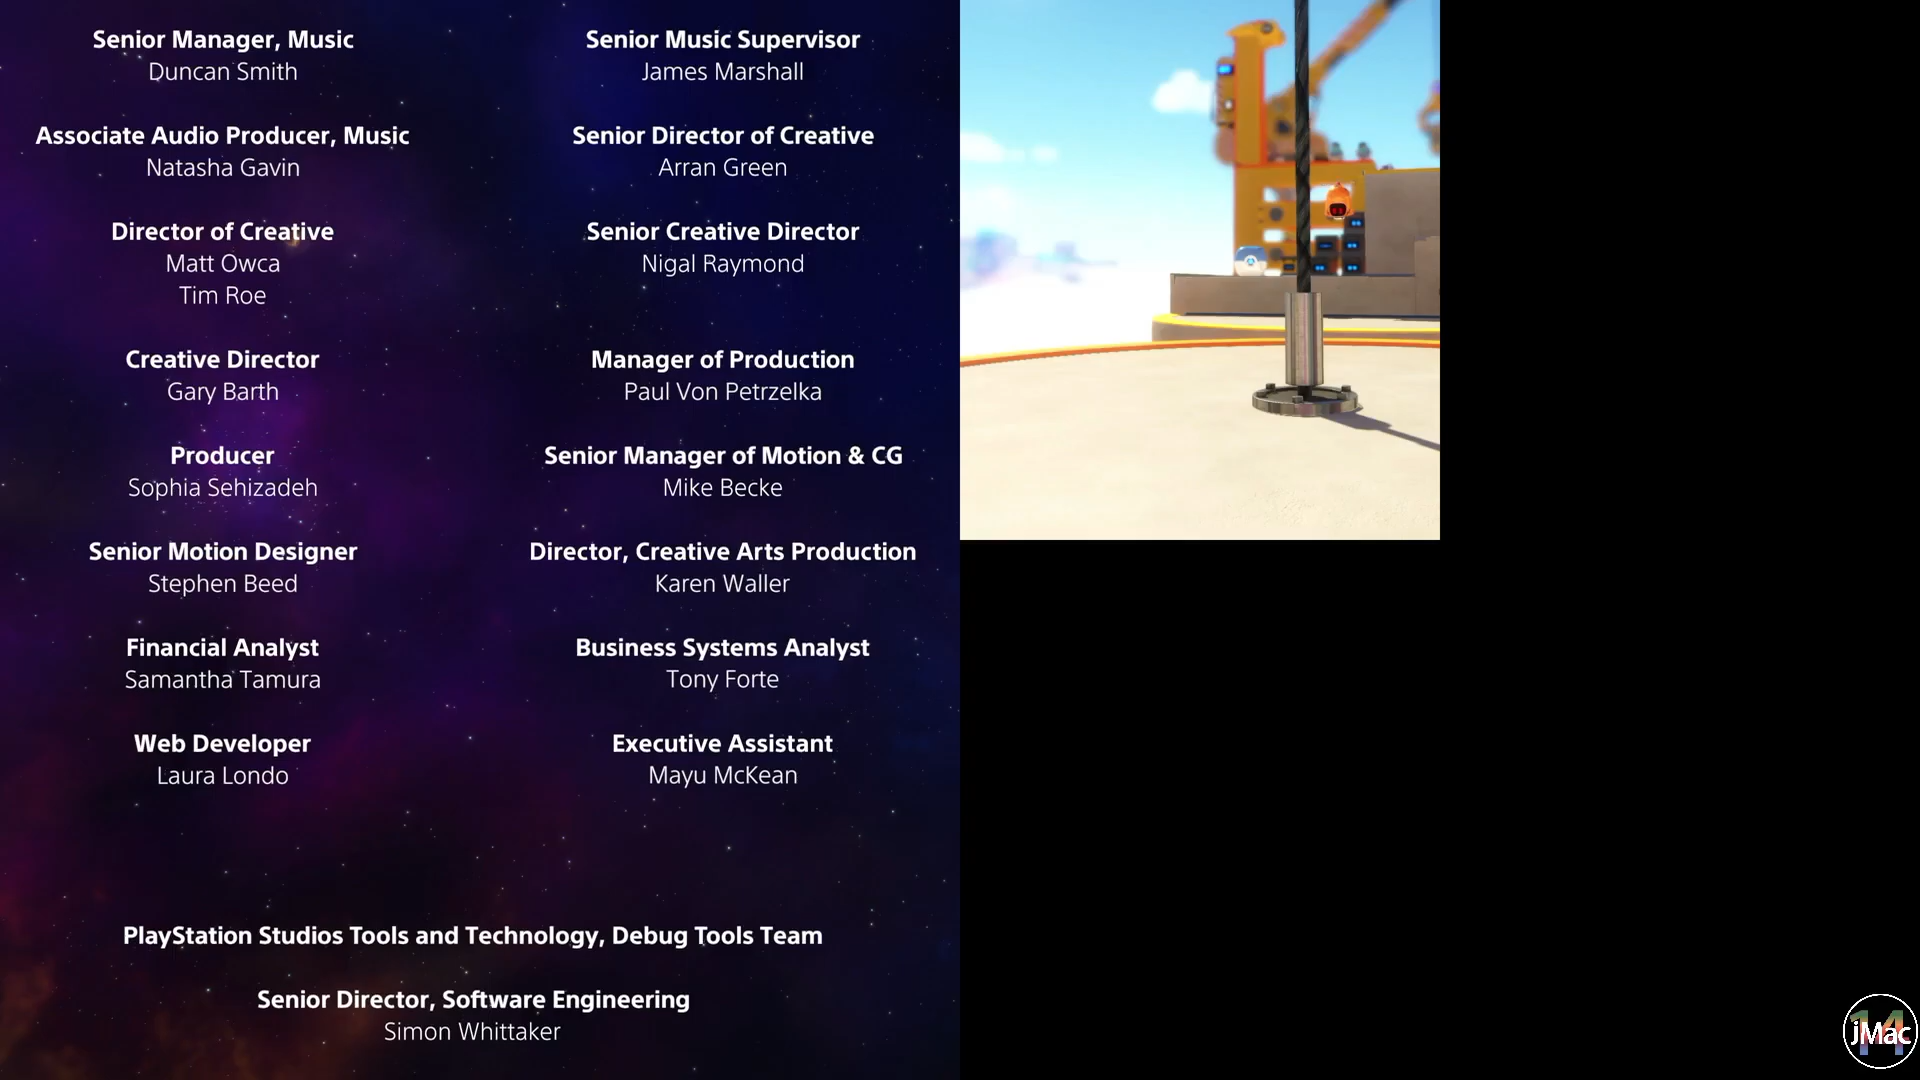 Senior Manager, Music
Duncan Smith
Senior Music Supervisor
James Marshall
Associate Audio Producer, Music
Natasha Gavin
Senior Director of Creative
Arran Green
Director of Creative
Matt Owca
Tim Roe
Senior Creative Director
Nigal Raymond
Creative Director
Gary Barth
Manager of Production
Paul Von Petrzelka
Producer
Sophia Sehizadeh
Senior Manager of Motion & CG
Mike Becke
Senior Motion Designer
Stephen Beed
Director, Creative Arts Production
Karen Waller
Financial Analyst
Samantha Tamura
Business Systems Analyst
Tony Forte
Web Developer
Laura Londo
Executive Assistant
Mayu McKean
PlayStation Studios Tools and Technology, Debug Tools Team
Senior Director, Software Engineering
Simon Whittaker
14
jMac